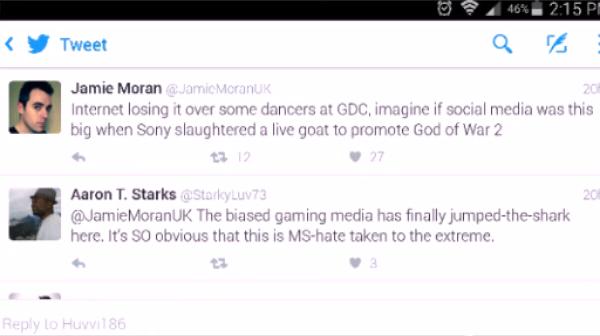 46% 2:15 P
Tweet
Jamie Moran @JamieMoranUK 20
Internet losing it over some dancers at GDC, imagine if social media was this
big when Sony slaughtered a live goat to promote God of War 2
12 27
Aaron T. Starks @StarkyLuv73 20
@JamieMoranUK The biased gaming media has finally jumped-the-shark
here. It's SO obvious that this is MS-hate taken to the extreme.
3
Reply to Huvvi186